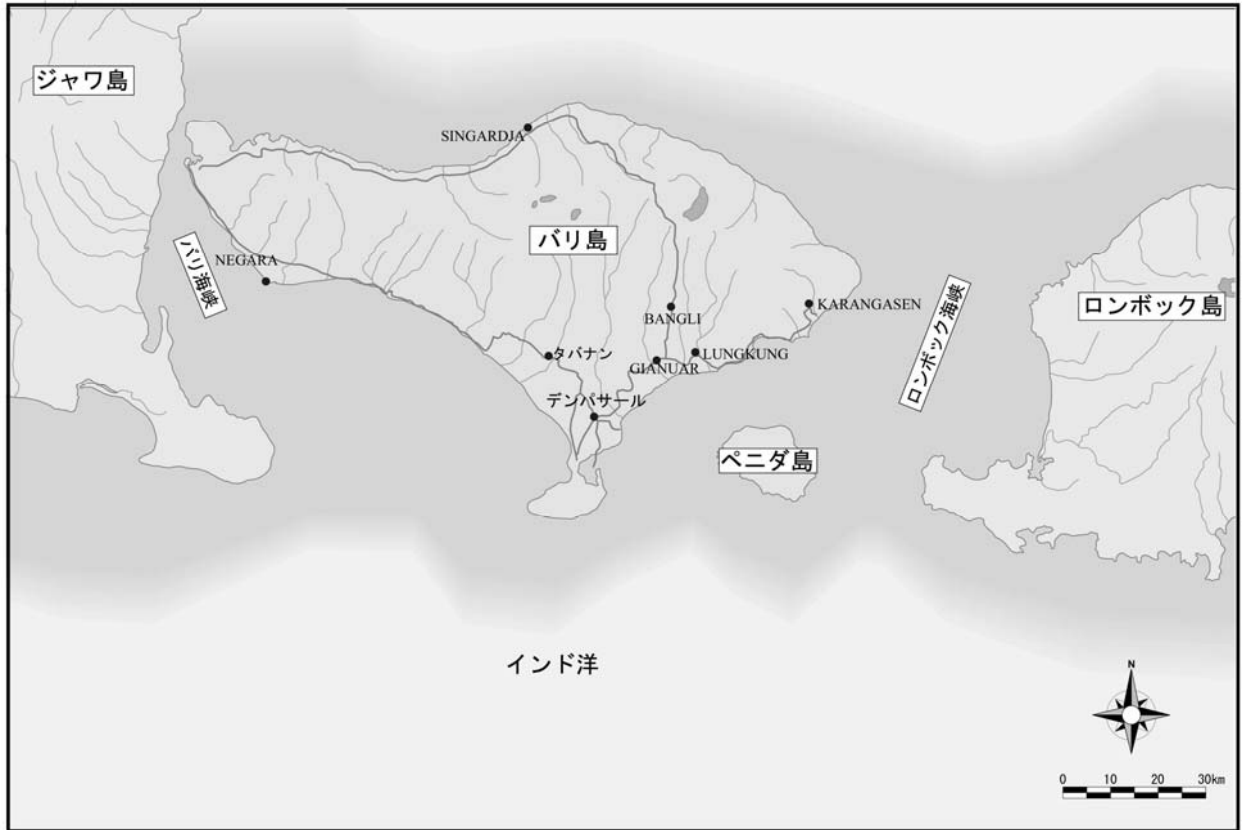 ジャワ島
SINGARDJA
バリ島
バリ海峡
NEGARA
BANGLI
KARANGASEN
ロンボック海峡
ロンボック島
タバナン
GIANUAR
LUNGKUNG
デンパサール
ペニダ島
インド洋
N
0 10 20 30km